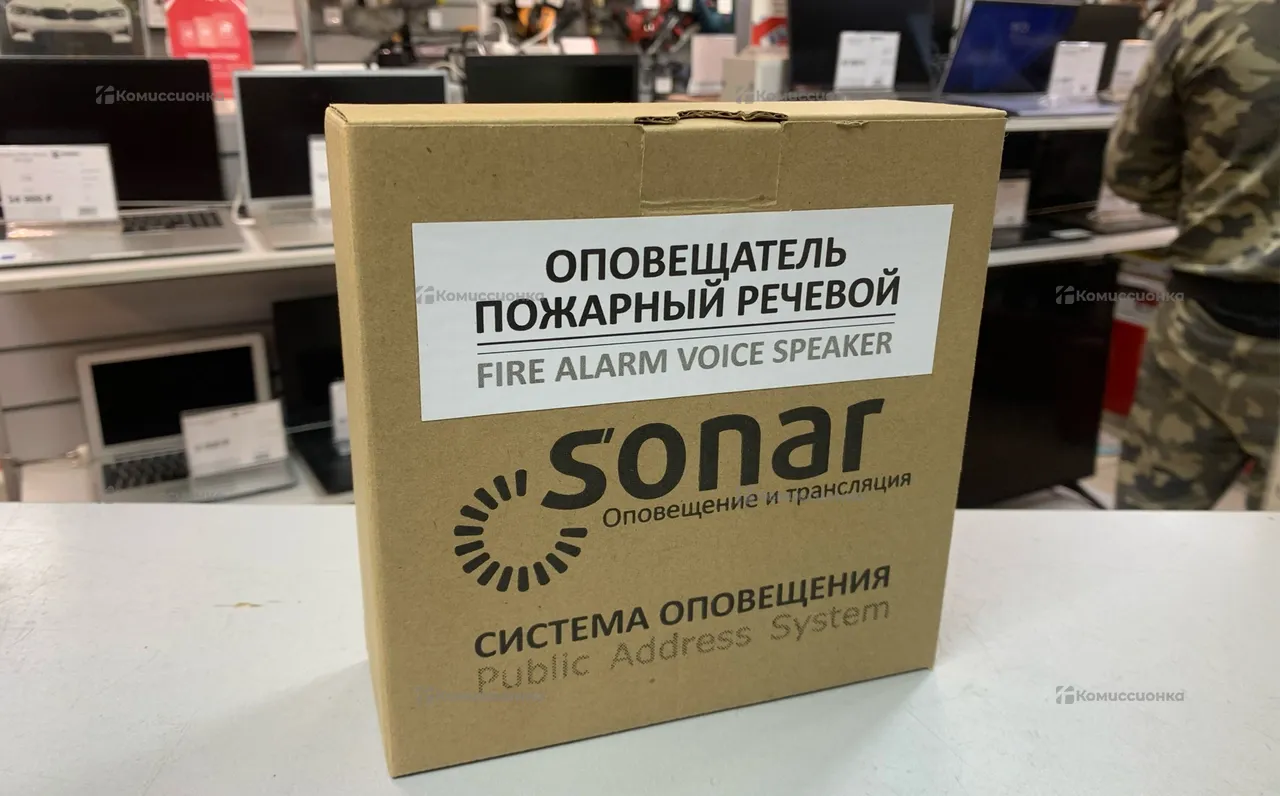 Комиссионка
Комиссионка
ОПОВЕЩАТЕЛЬ
ПОЖАРНЫЙ РЕЧЕВОЙ
FIRE ALARM VOICE SPEAKER
Комиссионка
Комиссионка
sonar
Оповещение и трансляция
СИСТЕМА ОПОВЕЩЕНИЯ
Public Address System
Комиссионка